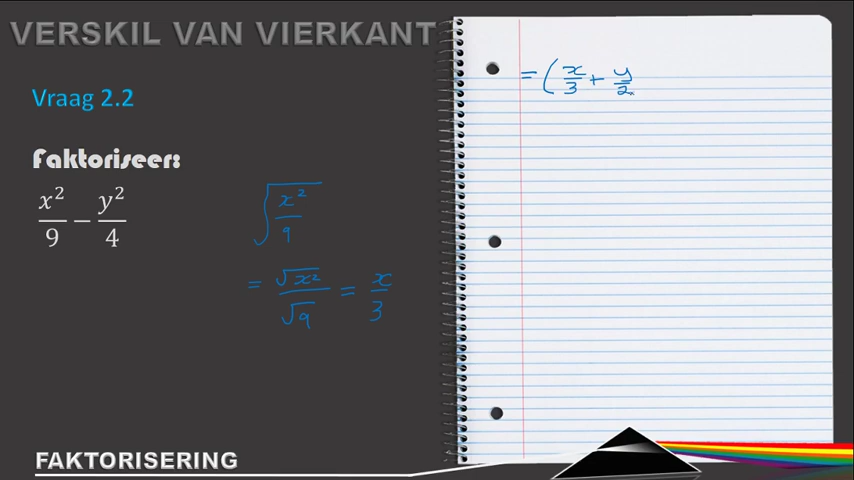 VERSKIL VAN VIERKANT
Vraag 2.2
Faktoriseer:
x²/9 − y²/4
√(x²/9)
= √x²/√9 = x/3
= (x/3 + y/2
FAKTORISERING